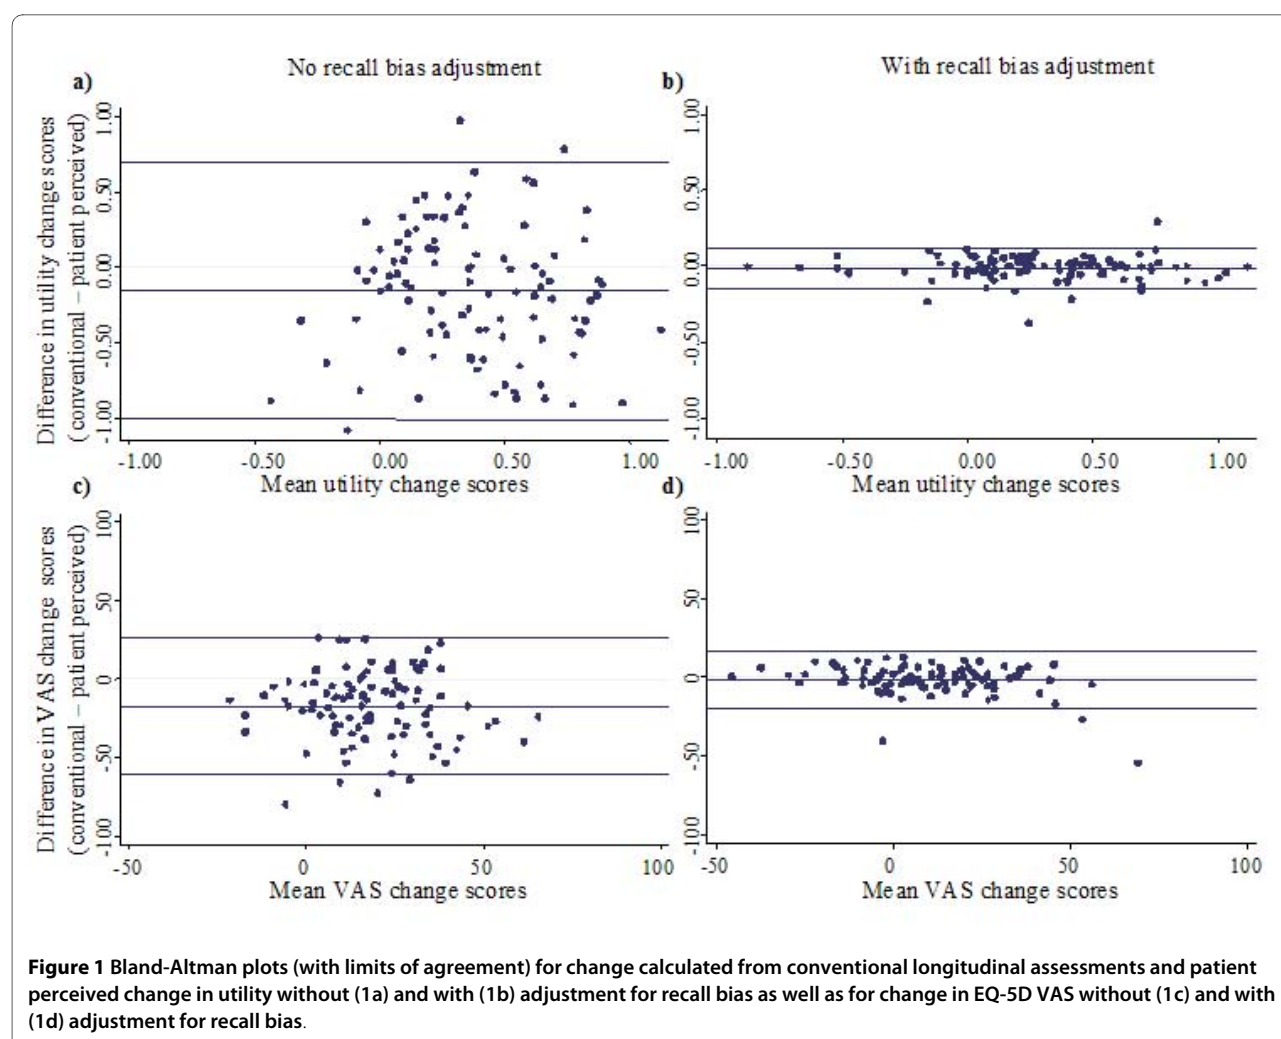 No recall bias adjustment
With recall bias adjustment
a)
b)
Difference in utility change scores
(conventional – patient perceived)
1.00
0.50
0.00
-0.50
-1.00
1.00
0.50
0.00
-0.50
-1.00
-1.00 -0.50 0.00 0.50 1.00
-1.00 -0.50 0.00 0.50 1.00
Mean utility change scores
Mean utility change scores
c)
d)
Difference in VAS change scores
(conventional – patient perceived)
100
50
0
-50
-100
100
50
0
-50
-100
-50 0 50 100
-50 0 50 100
Mean VAS change scores
Mean VAS change scores
Figure 1 Bland-Altman plots (with limits of agreement) for change calculated from conventional longitudinal assessments and patient
perceived change in utility without (1a) and with (1b) adjustment for recall bias as well as for change in EQ-5D VAS without (1c) and with
(1d) adjustment for recall bias.